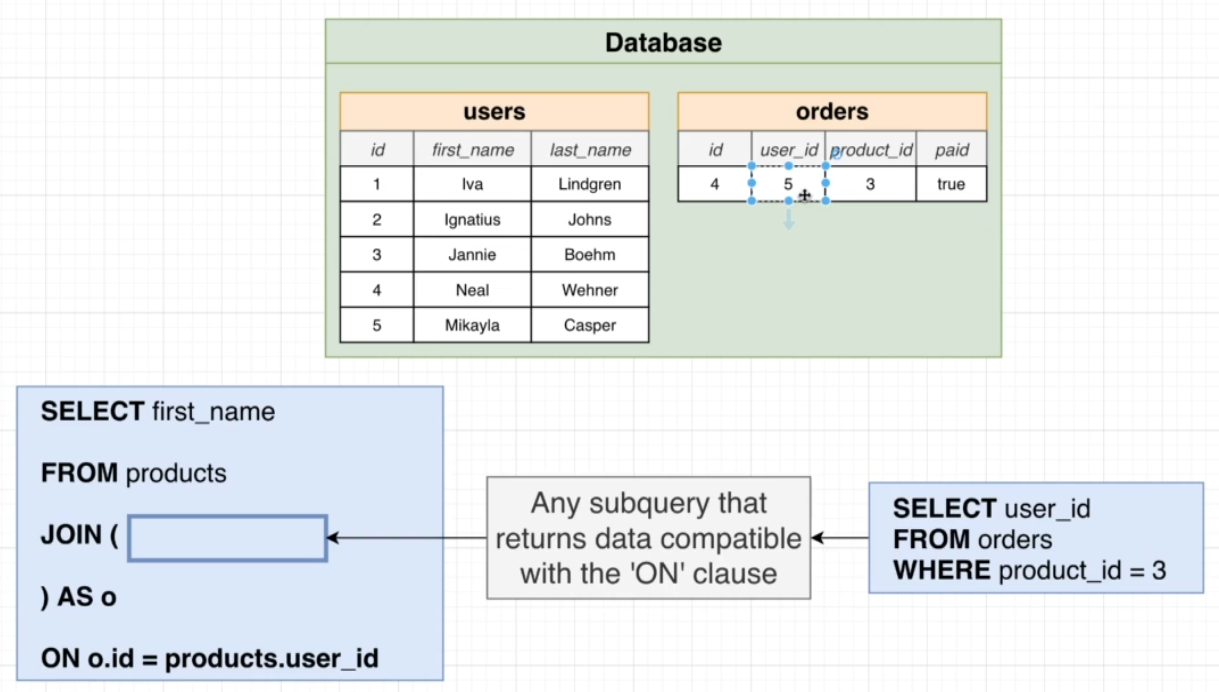 Database
users
id first_name last_name
1 Iva Lindgren
2 Ignatius Johns
3 Jannie Boehm
4 Neal Wehner
5 Mikayla Casper
orders
id user_id product_id paid
4 5 3 true
SELECT first_name
FROM products
JOIN (
) AS o
ON o.id = products.user_id
Any subquery that
returns data compatible
with the 'ON' clause
SELECT user_id
FROM orders
WHERE product_id = 3